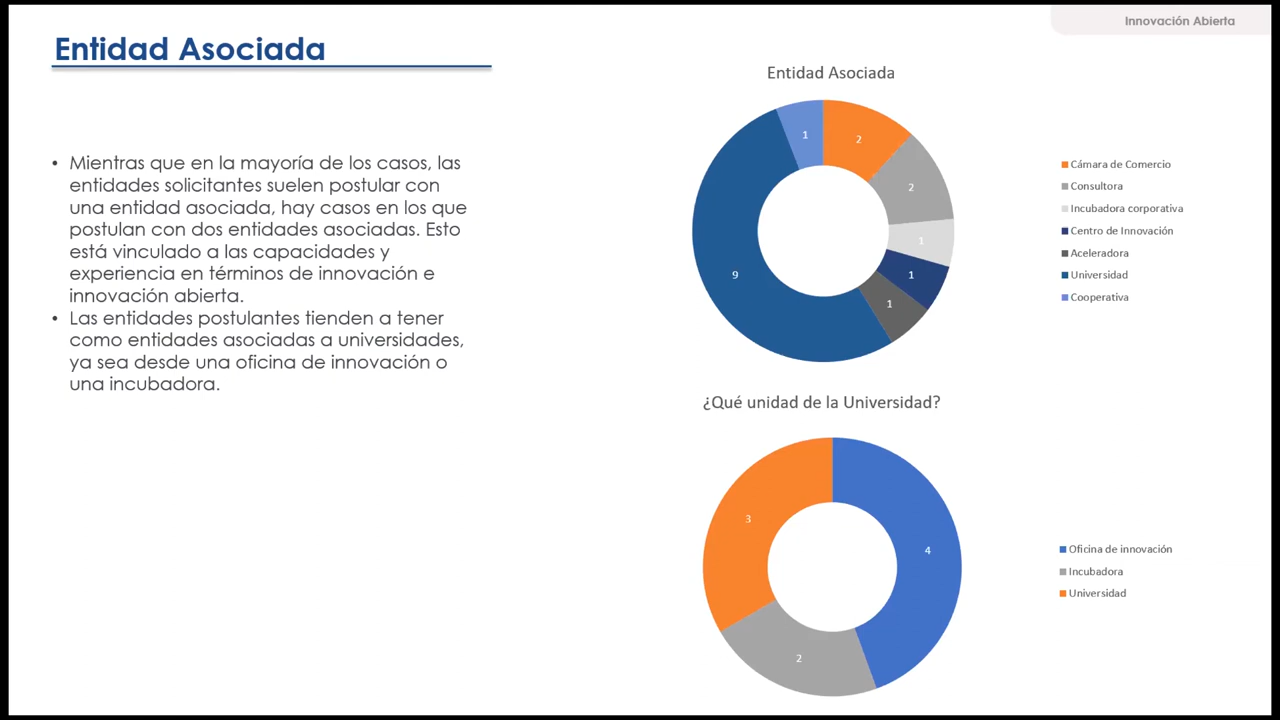 Innovación Abierta
Entidad Asociada
• Mientras que en la mayoría de los casos, las
entidades solicitantes suelen postular con
una entidad asociada, hay casos en los que
postulan con dos entidades asociadas. Esto
está vinculado a las capacidades y
experiencia en términos de innovación e
innovación abierta.
• Las entidades postulantes tienden a tener
como entidades asociadas a universidades,
ya sea desde una oficina de innovación o
una incubadora.
Entidad Asociada
1
2
2
1
1
1
9
Cámara de Comercio
Consultora
Incubadora corporativa
Centro de Innovación
Aceleradora
Universidad
Cooperativa
¿Qué unidad de la Universidad?
3
4
2
Oficina de innovación
Incubadora
Universidad